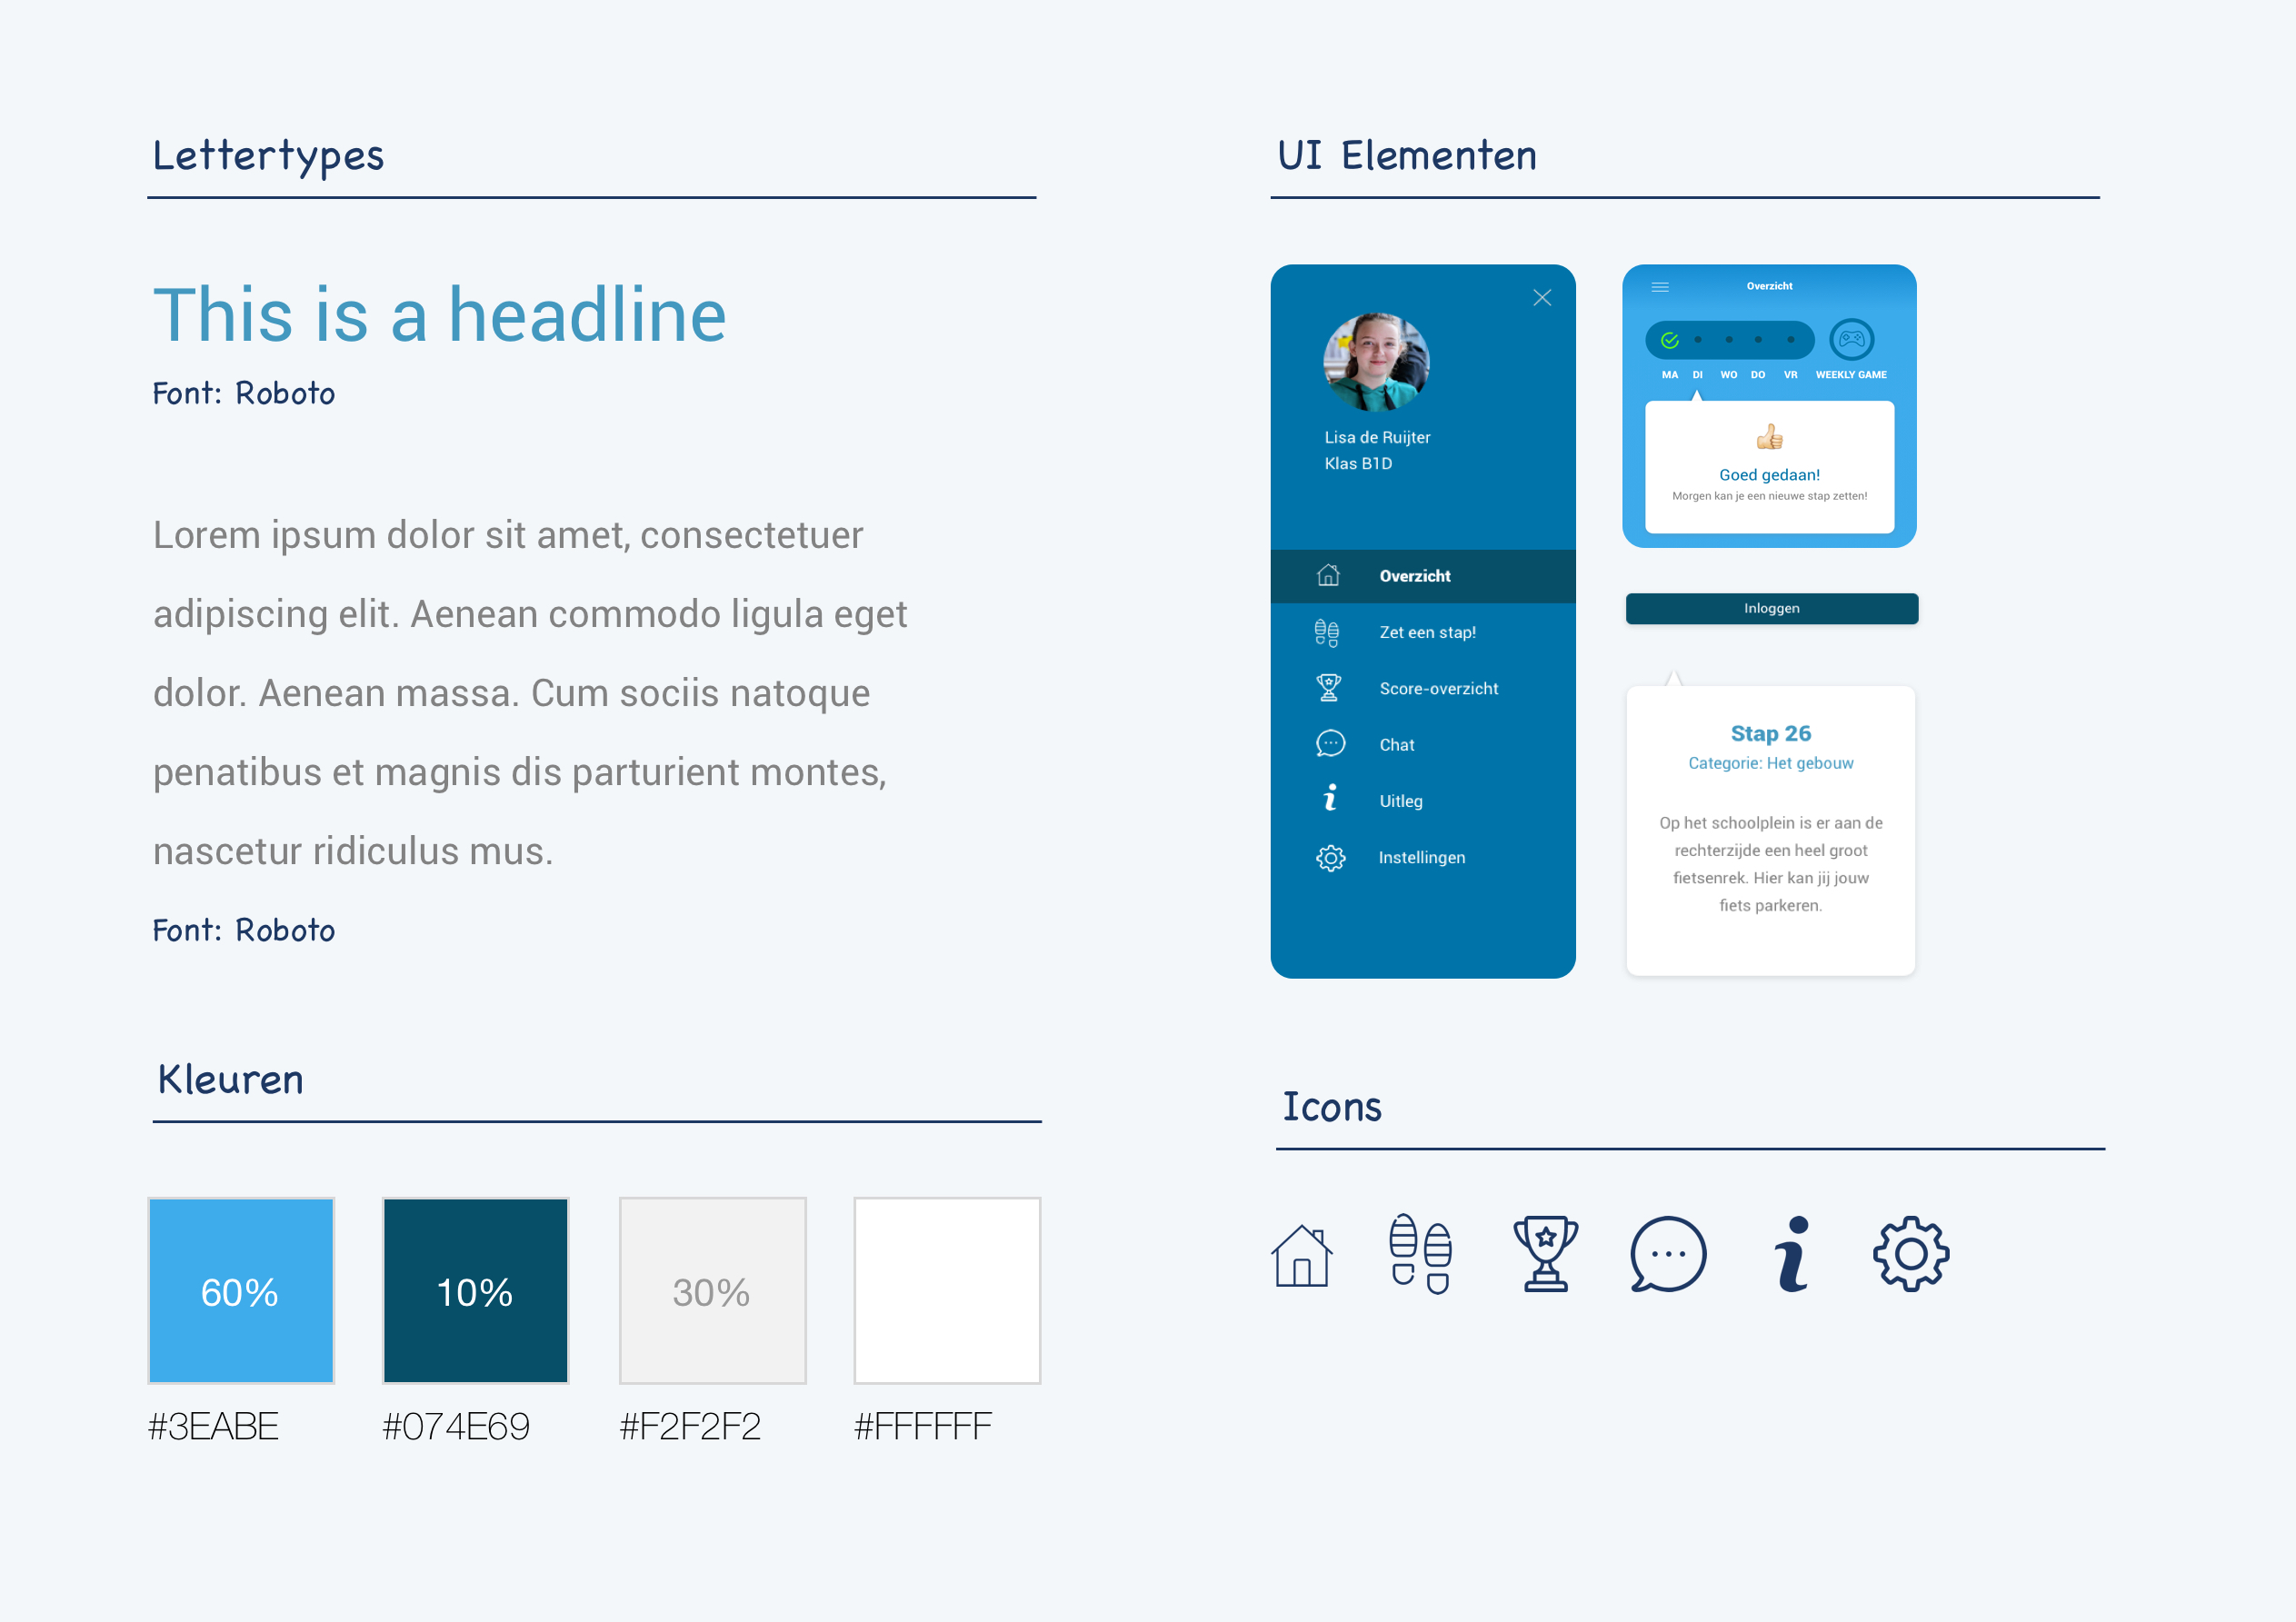 Lettertypes
This is a headline
Font: Roboto
Lorem ipsum dolor sit amet, consectetuer
adipiscing elit. Aenean commodo ligula eget
dolor. Aenean massa. Cum sociis natoque
penatibus et magnis dis parturient montes,
nascetur ridiculus mus.
Font: Roboto
Kleuren
60%
10%
30%
#3EABE
#074E69
#F2F2F2
#FFFFFF
UI Elementen
Lisa de Ruijter
Klas B1D
Overzicht
Zet een stap!
Score-overzicht
Chat
Uitleg
Instellingen
Overzicht
MA DI WO DO VR WEEKLY GAME
Goed gedaan!
Morgen kan je een nieuwe stap zetten!
Inloggen
Stap 26
Categorie: Het gebouw
Op het schoolplein is er aan de
rechterzijde een heel groot
fietsenrek. Hier kan jij jouw
fiets parkeren.
Icons